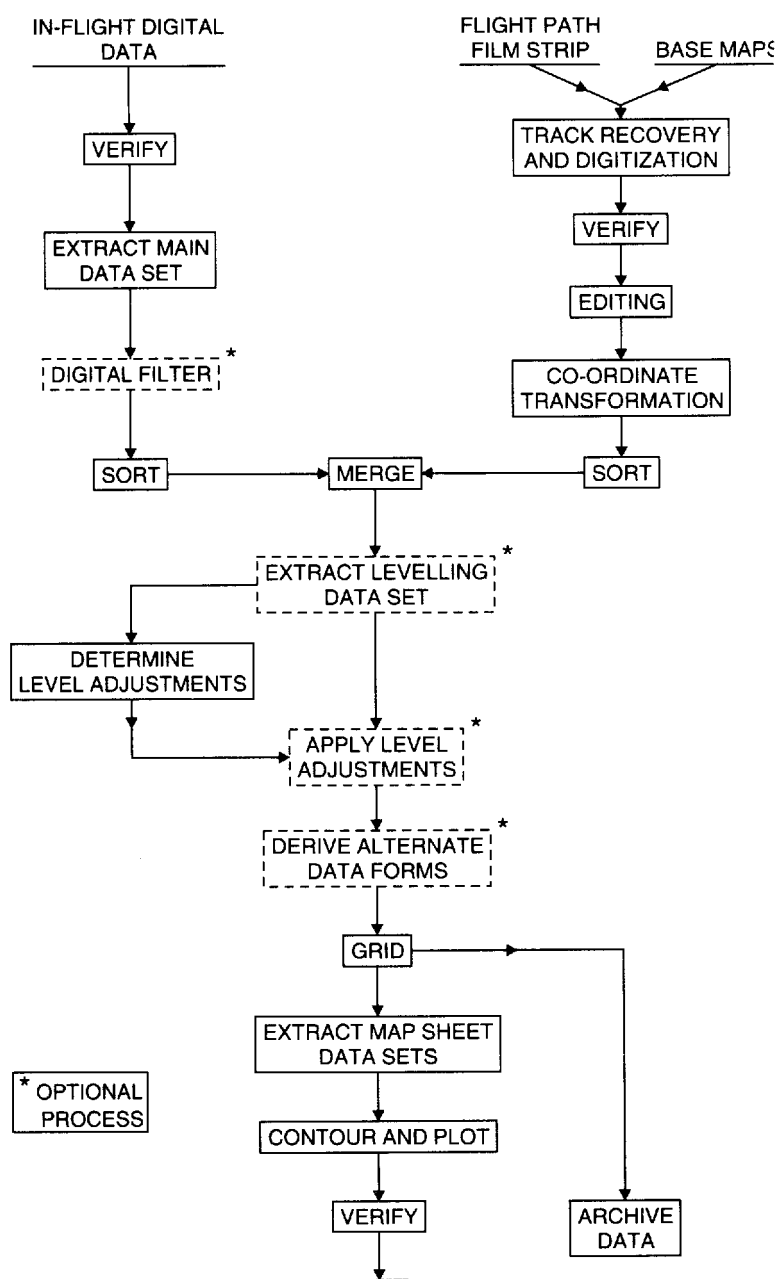 IN-FLIGHT DIGITAL
DATA
FLIGHT PATH
FILM STRIP
BASE MAPS
VERIFY
TRACK RECOVERY
AND DIGITIZATION
EXTRACT MAIN
DATA SET
VERIFY
EDITING
DIGITAL FILTER *
CO-ORDINATE
TRANSFORMATION
SORT
MERGE
SORT
EXTRACT LEVELLING *
DATA SET
DETERMINE
LEVEL ADJUSTMENTS
APPLY LEVEL *
ADJUSTMENTS
DERIVE ALTERNATE *
DATA FORMS
GRID
EXTRACT MAP SHEET
DATA SETS
* OPTIONAL
PROCESS
CONTOUR AND PLOT
VERIFY
ARCHIVE
DATA